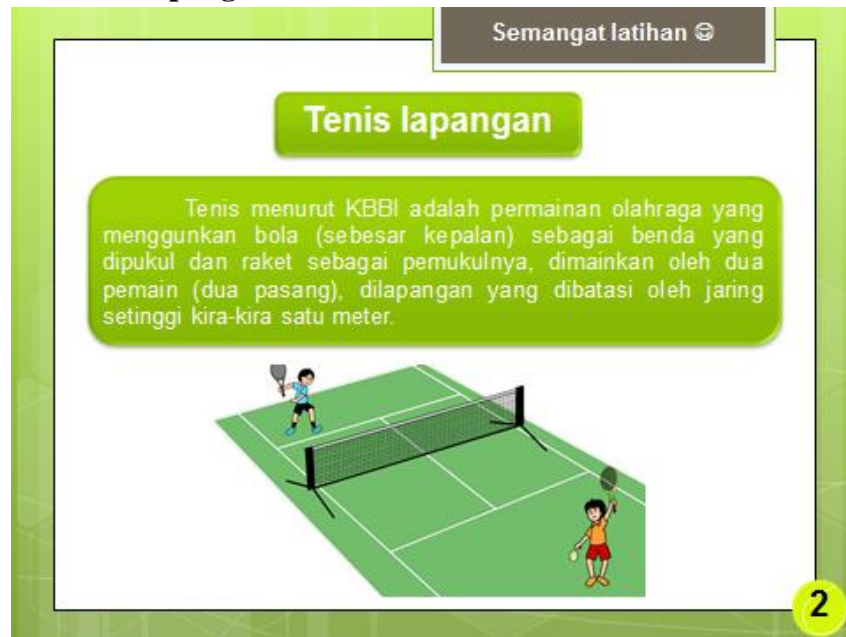 Semangat latihan 😊
Tenis lapangan
Tenis menurut KBBI adalah permainan olahraga yang
menggunkan bola (sebesar kepalan) sebagai benda yang
dipukul dan raket sebagai pemukulnya, dimainkan oleh dua
pemain (dua pasang), dilapangan yang dibatasi oleh jaring
setinggi kira-kira satu meter.
2